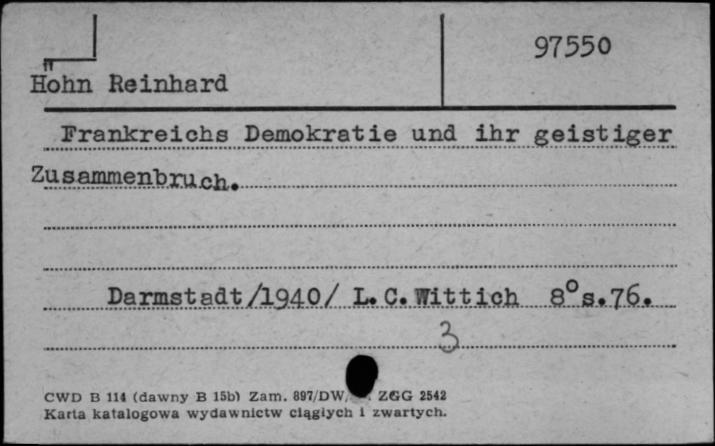 97550
Höhn Reinhard
Frankreichs Demokratie und ihr geistiger
Zusammenbruch.
Darmstadt/1940/ L.C.Wittich 8° s.76.
3
CWD B 114 (dawny B 15b) Zam. 897/DW/ ZGG 2542
Karta katalogowa wydawnictw ciągłych i zwartych.